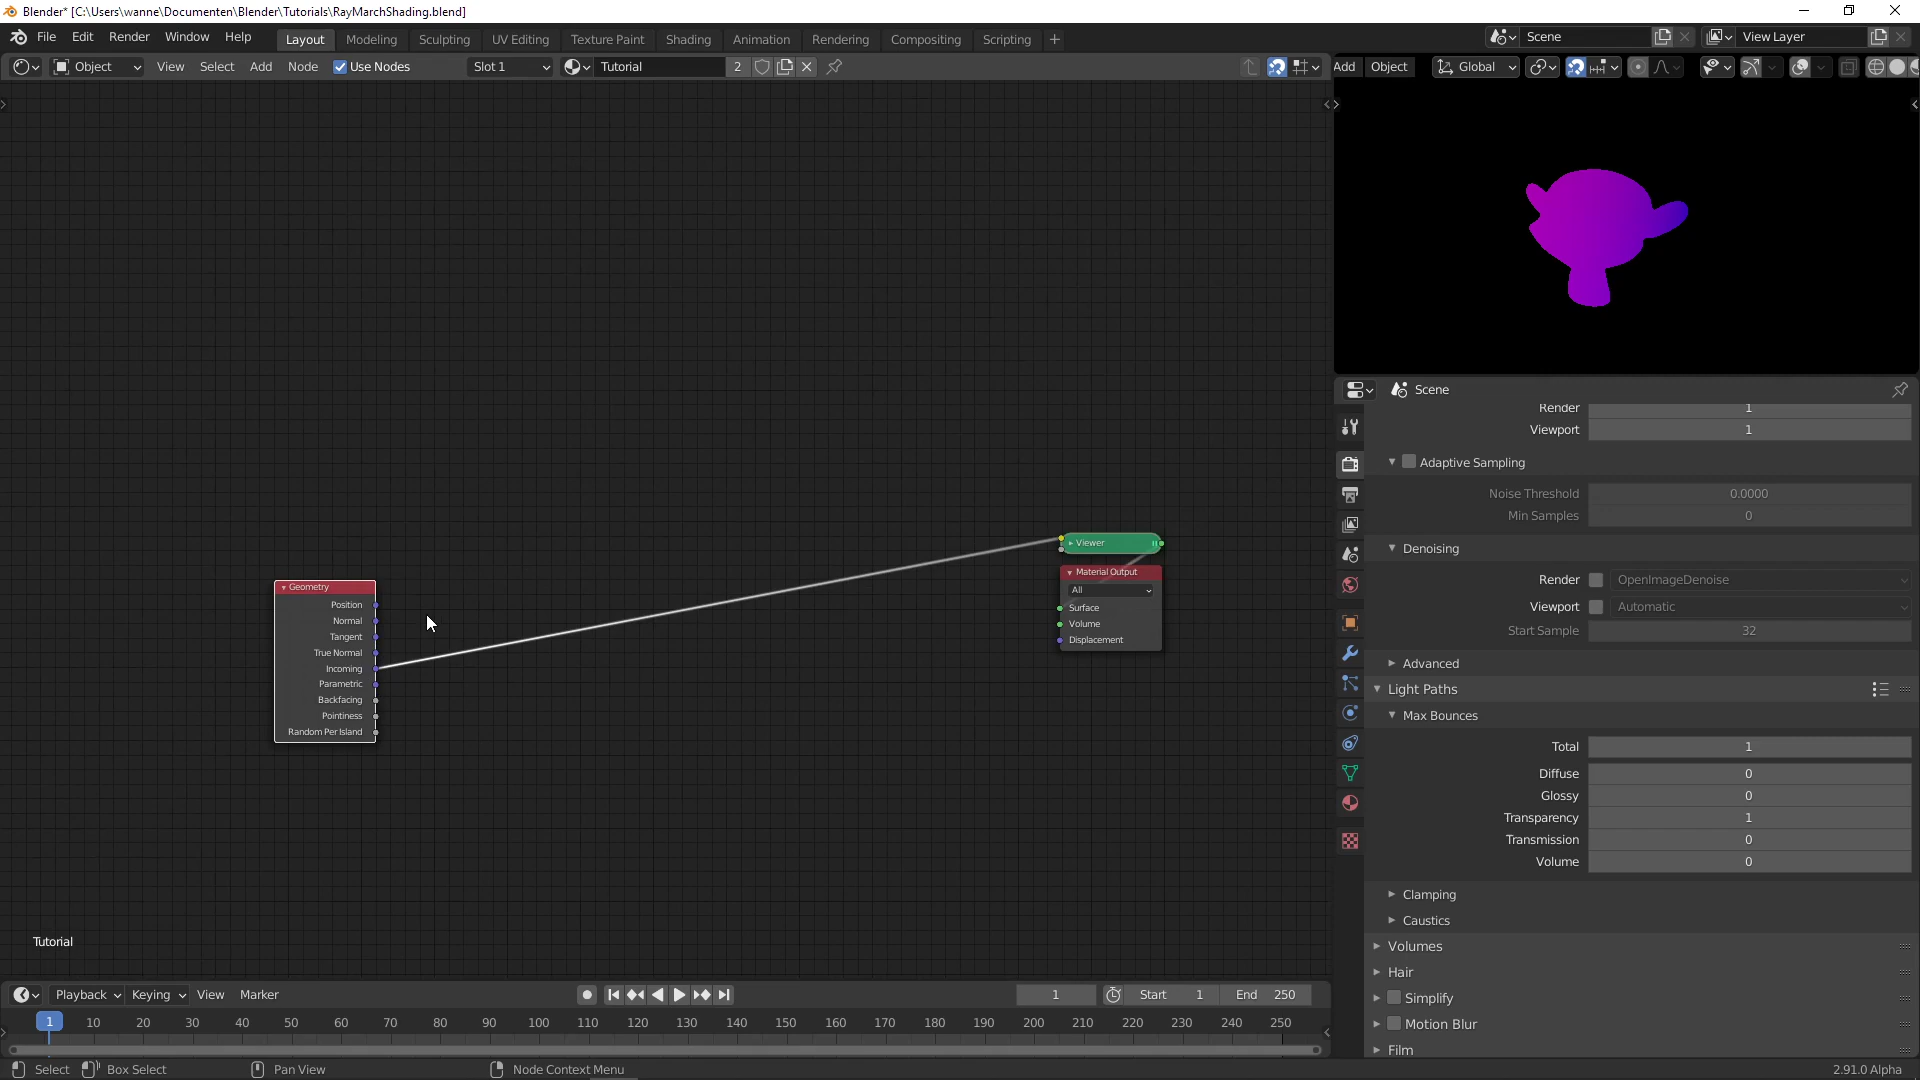 Blender* [C:\Users\wanne\Documenten\Blender\Tutorials\RayMarchShading.blend]
File Edit Render Window Help Layout Modeling Sculpting UV Editing Texture Paint Shading Animation Rendering Compositing Scripting + Scene View Layer
Object View Select Add Node Use Nodes Slot 1 Tutorial 2 Add Object Global
Scene
Render 1
Viewport 1
Adaptive Sampling
Noise Threshold 0.0000
Min Samples 0
Denoising
Render OpenImageDenoise
Viewport Automatic
Start Sample 32
Advanced
Light Paths
Max Bounces
Total 1
Diffuse 0
Glossy 0
Transparency 1
Transmission 0
Volume 0
Clamping
Caustics
Volumes
Hair
Simplify
Motion Blur
Film
Viewer
Material Output
All
Surface
Volume
Displacement
Geometry
Position
Normal
Tangent
True Normal
Incoming
Parametric
Backfacing
Pointiness
Random Per Island
Tutorial
Playback Keying View Marker 1 Start 1 End 250
1 10 20 30 40 50 60 70 80 90 100 110 120 130 140 150 160 170 180 190 200 210 220 230 240 250
Select Box Select Pan View Node Context Menu 2.91.0 Alpha